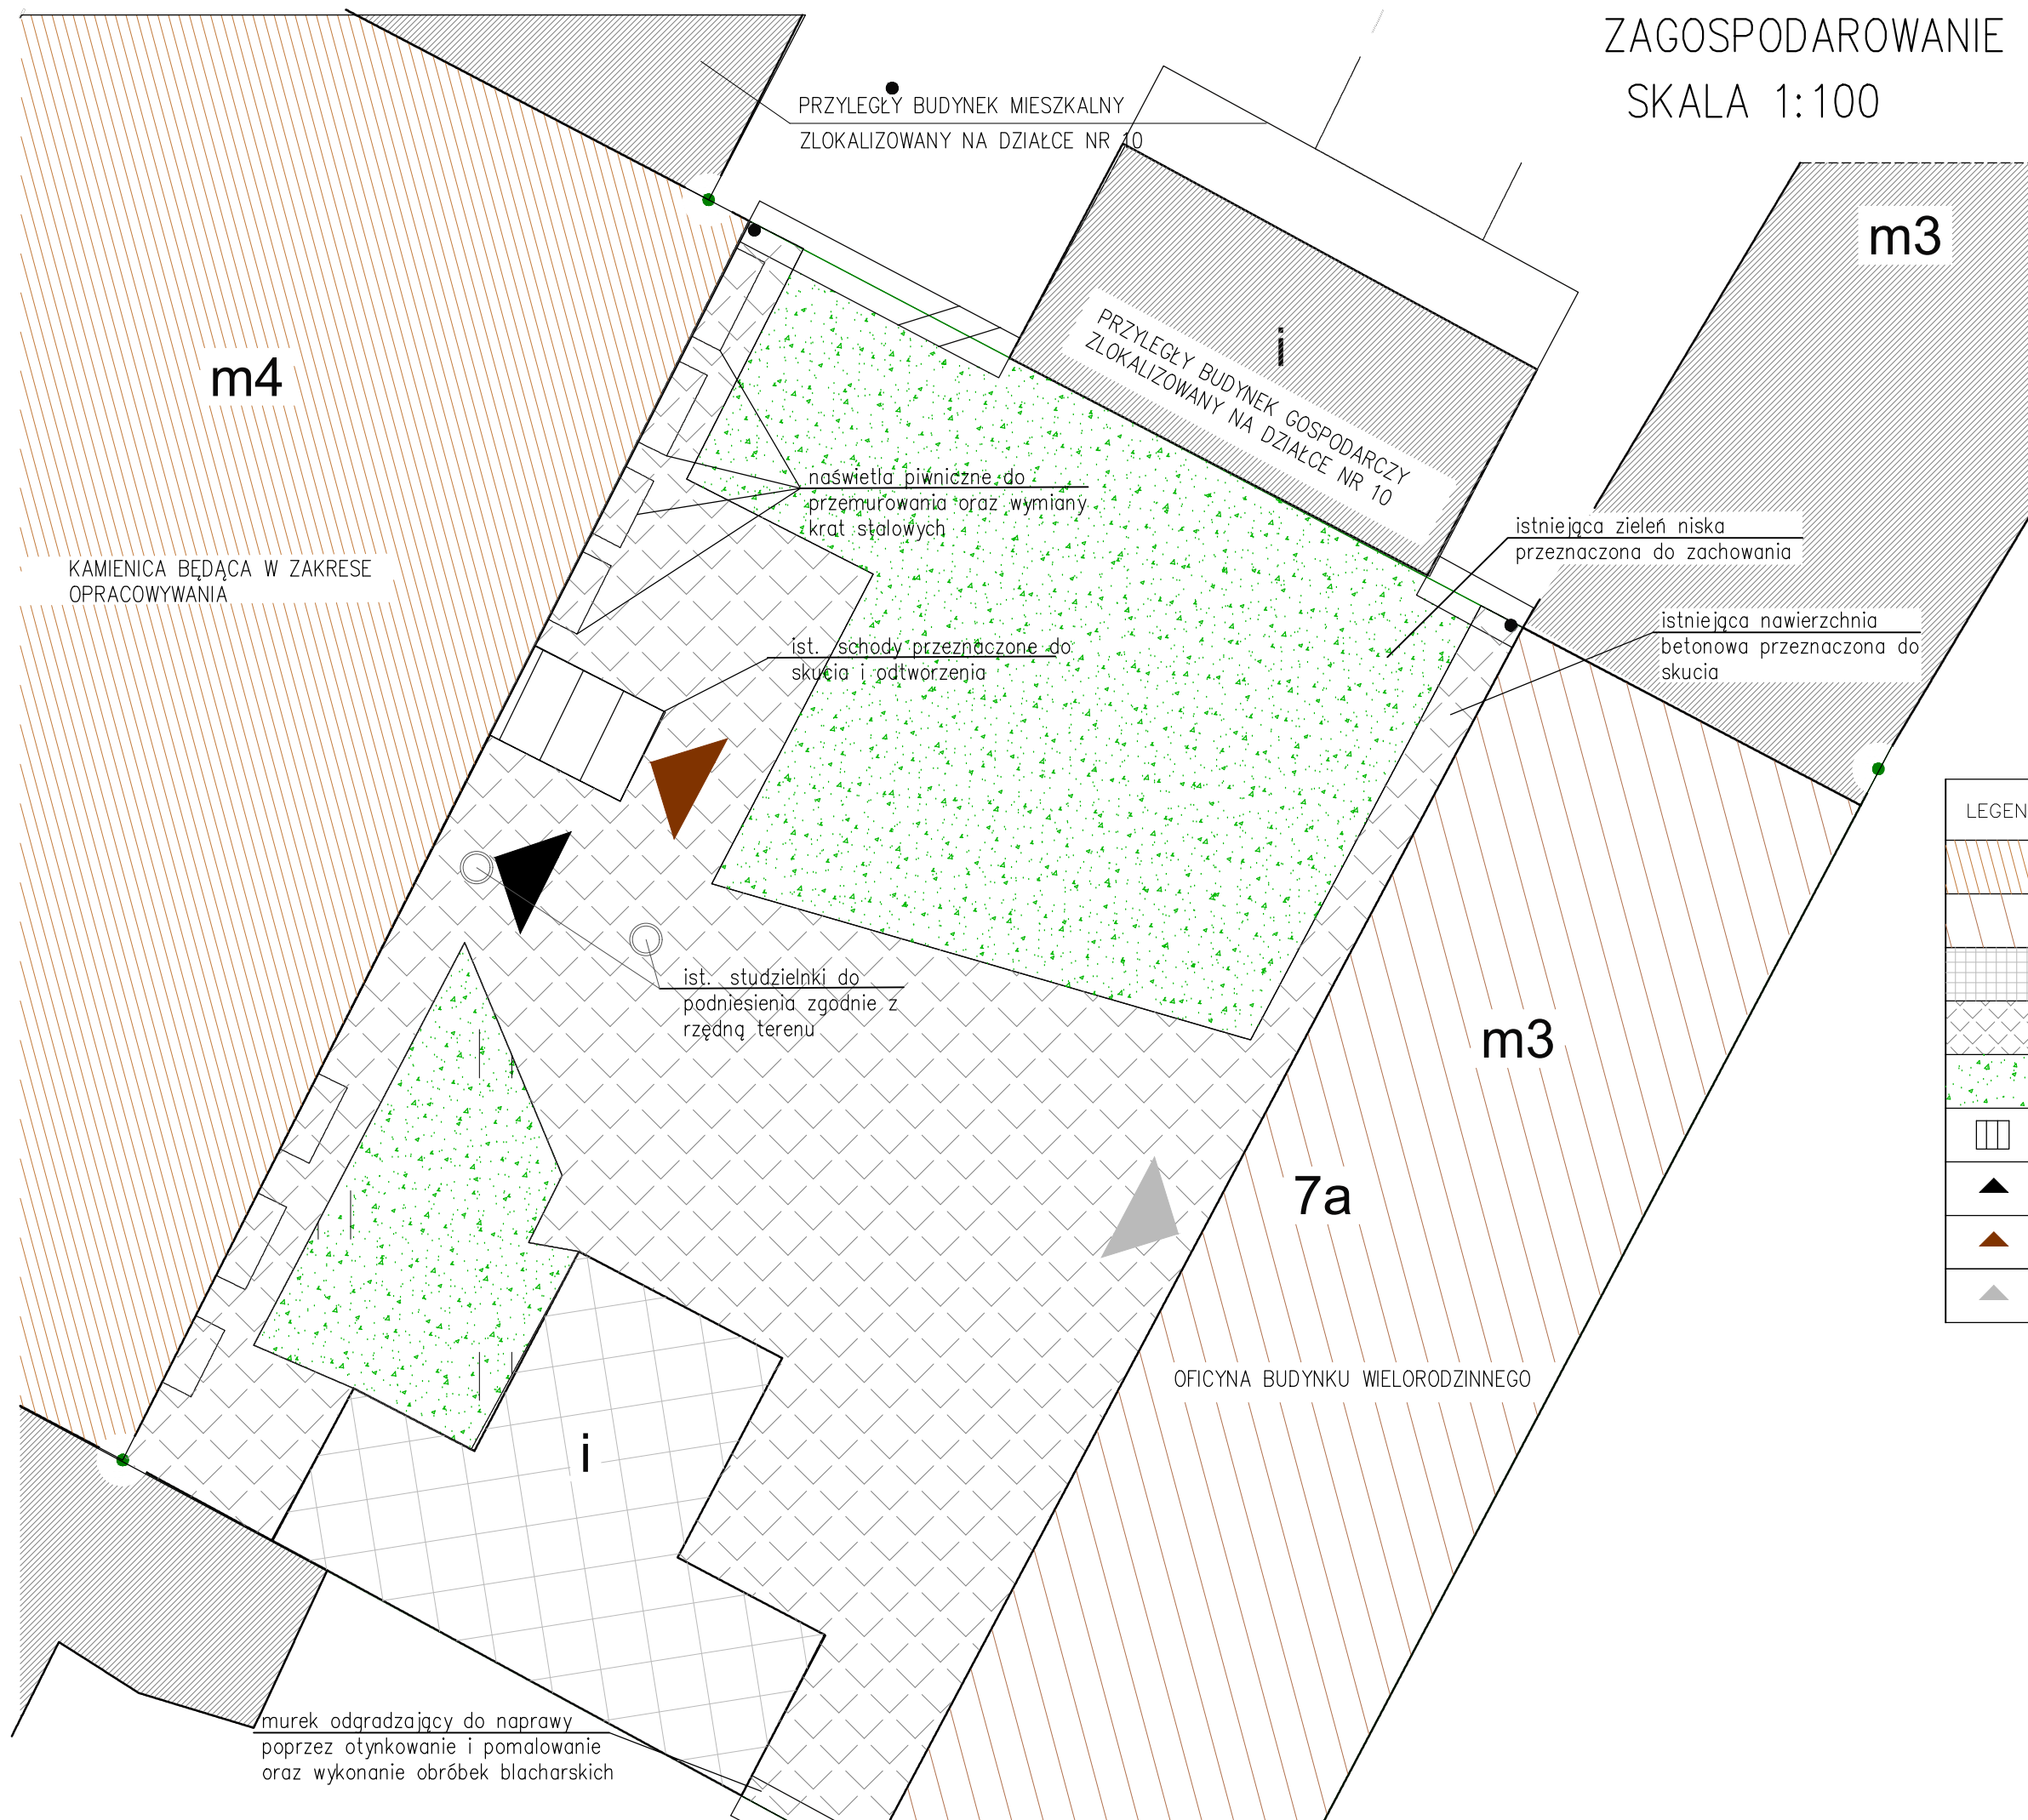 ZAGOSPODAROWANIE
SKALA 1:100
PRZYLEGŁY BUDYNEK MIESZKALNY
ZLOKALIZOWANY NA DZIAŁCE NR 10
m3
i
PRZYLEGŁY BUDYNEK GOSPODARCZY
ZLOKALIZOWANY NA DZIAŁCE NR 10
m4
naświetla piwniczne do
przemurowania oraz wymiany
krat stalowych
istniejąca zieleń niska
przeznaczona do zachowania
KAMIENICA BĘDĄCA W ZAKRESE
OPRACOWYWANIA
istniejąca nawierzchnia
betonowa przeznaczona do
skucia
ist. schody przeznaczone do
skucia i odtworzenia
LEGEN
ist. studzielnki do
podniesienia zgodnie z
rzędną terenu
m3
7a
OFICYNA BUDYNKU WIELORODZINNEGO
i
murek odgradzający do naprawy
poprzez otynkowanie i pomalowanie
oraz wykonanie obróbek blacharskich